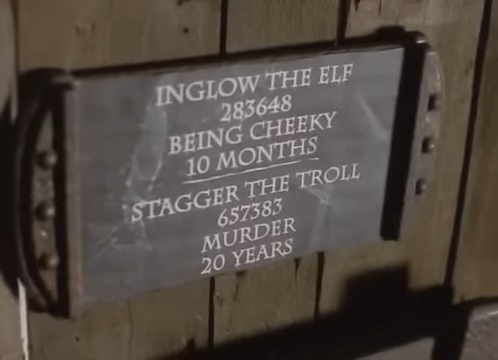 INGLOW THE ELF
283648
BEING CHEEKY
10 MONTHS
STAGGER THE TROLL
657383
MURDER
20 YEARS